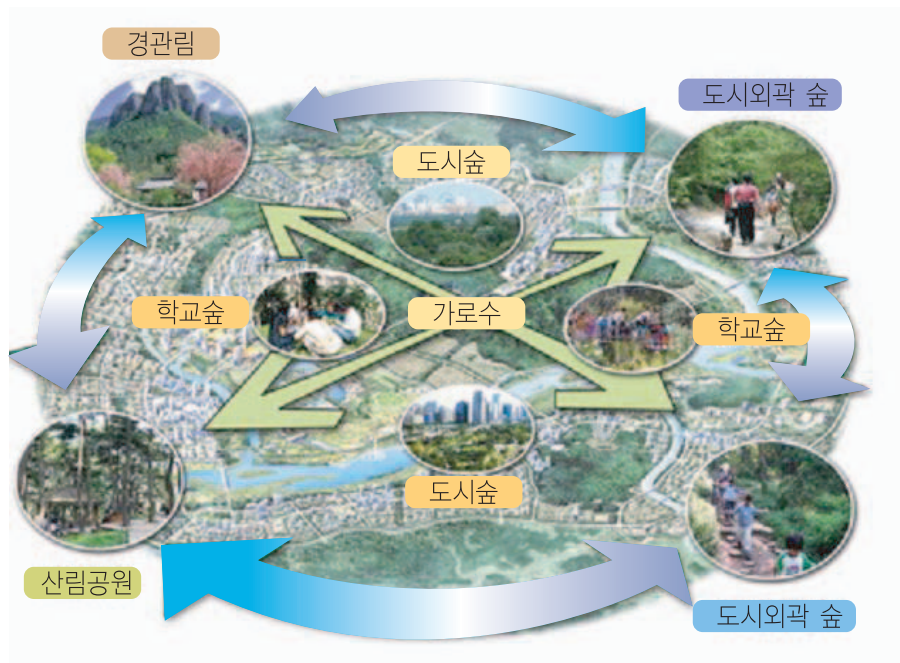 경관림
도시외곽 숲
도시숲
학교숲
가로수
학교숲
도시숲
산림공원
도시외곽 숲